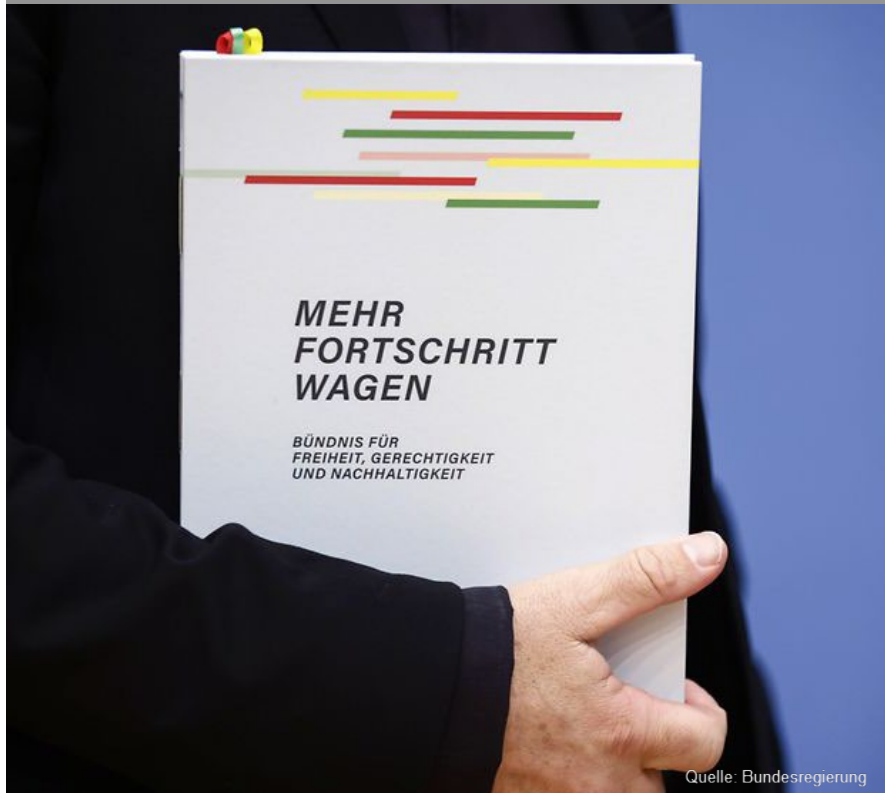 MEHR
FORTSCHRITT
WAGEN
BÜNDNIS FÜR
FREIHEIT, GERECHTIGKEIT
UND NACHHALTIGKEIT
Quelle: Bundesregierung